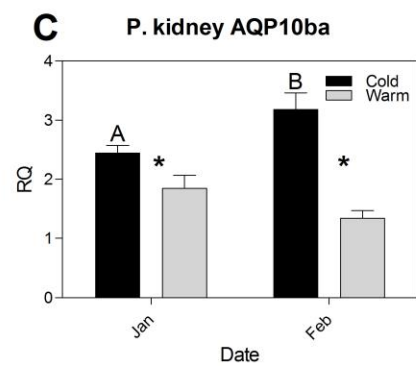 C P. kidney AQP10ba
Cold
Warm
A
B
*
*
RQ
4
3
2
1
0
Jan
Feb
Date